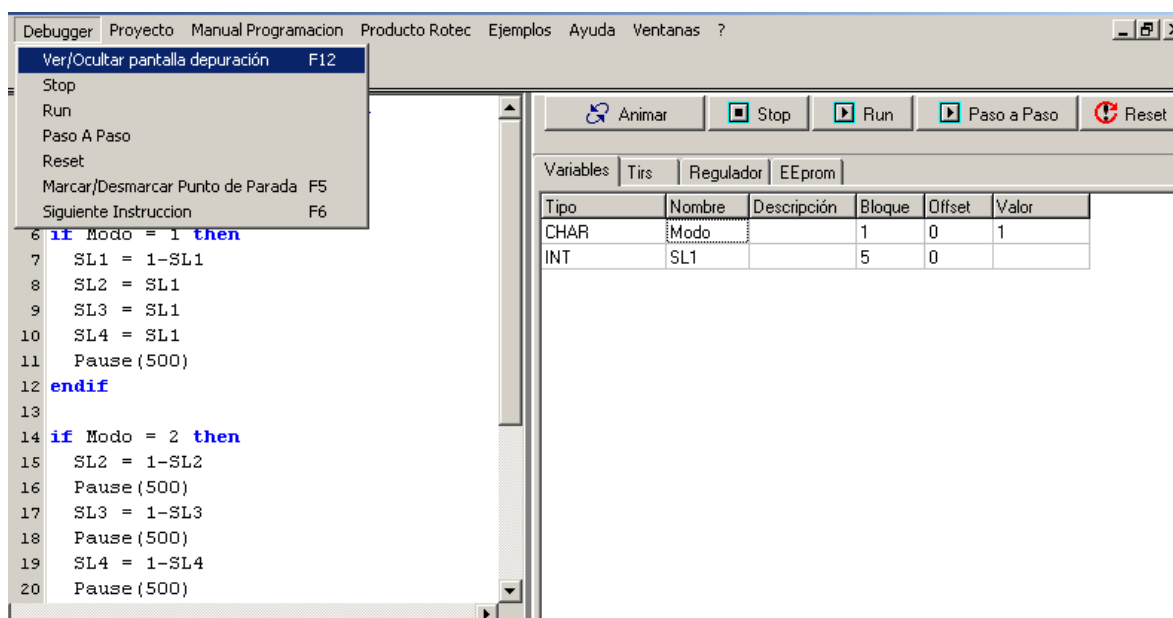 Debugger Proyecto Manual Programacion Producto Rotec Ejemplos Ayuda Ventanas ?
Ver/Ocultar pantalla depuración F12
Stop
Run
Paso A Paso
Reset
Marcar/Desmarcar Punto de Parada F5
Siguiente Instruccion F6
6 if Modo = 1 then
7 SL1 = 1-SL1
8 SL2 = SL1
9 SL3 = SL1
10 SL4 = SL1
11 Pause(500)
12 endif
13
14 if Modo = 2 then
15 SL2 = 1-SL2
16 Pause(500)
17 SL3 = 1-SL3
18 Pause(500)
19 SL4 = 1-SL4
20 Pause(500)
Animar Stop Run Paso a Paso Reset
Variables Tirs Regulador EEprom
Tipo Nombre Descripción Bloque Offset Valor
CHAR Modo 1 0 1
INT SL1 5 0